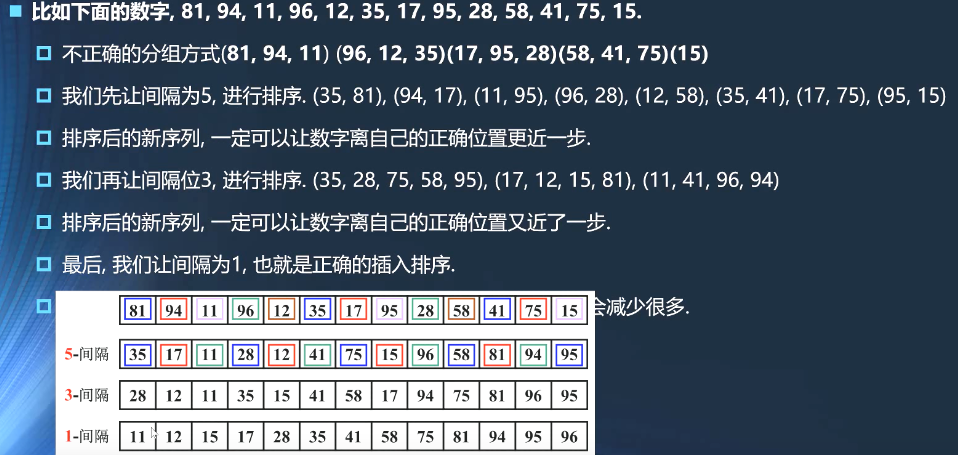 比如下面的数字, 81, 94, 11, 96, 12, 35, 17, 95, 28, 58, 41, 75, 15.
不正确的分组方式(81, 94, 11) (96, 12, 35)(17, 95, 28)(58, 41, 75)(15)
我们先让间隔为5, 进行排序. (35, 81), (94, 17), (11, 95), (96, 28), (12, 58), (35, 41), (17, 75), (95, 15)
排序后的新序列, 一定可以让数字离自己的正确位置更近一步.
我们再让间隔位3, 进行排序. (35, 28, 75, 58, 95), (17, 12, 15, 81), (11, 41, 96, 94)
排序后的新序列, 一定可以让数字离自己的正确位置又近了一步.
最后, 我们让间隔为1, 也就是正确的插入排序.
会减少很多.
81 94 11 96 12 35 17 95 28 58 41 75 15
5-间隔 35 17 11 28 12 41 75 15 96 58 81 94 95
3-间隔 28 12 11 35 15 41 58 17 94 75 81 96 95
1-间隔 11 12 15 17 28 35 41 58 75 81 94 95 96